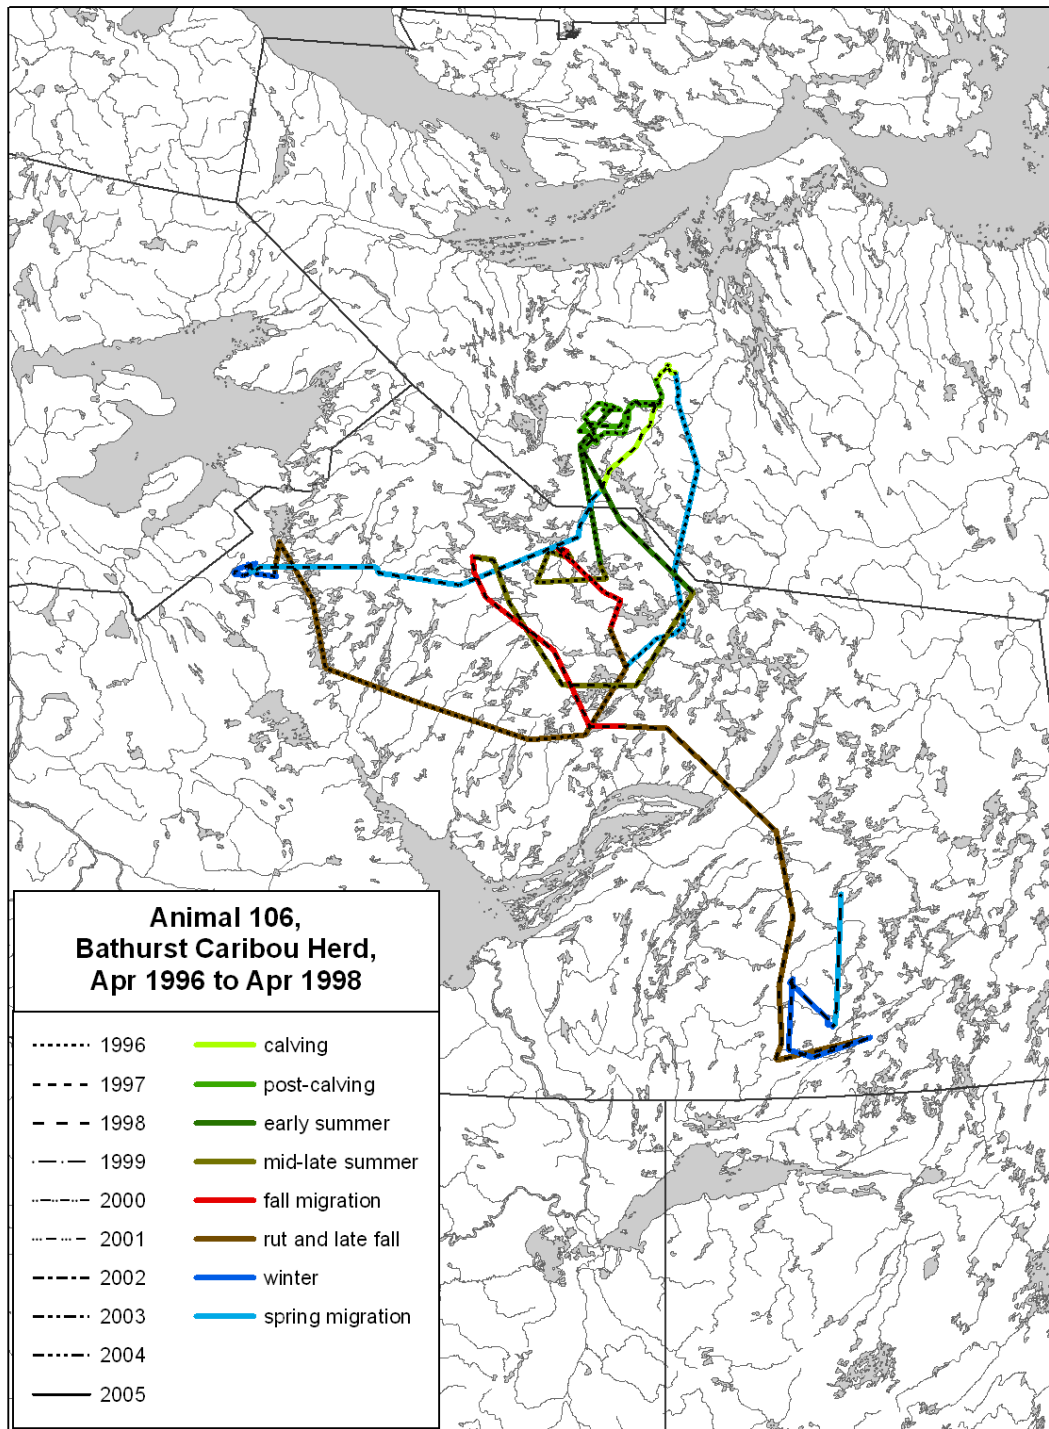 Animal 106,
Bathurst Caribou Herd,
Apr 1996 to Apr 1998
1996
1997
1998
1999
2000
2001
2002
2003
2004
2005
calving
post-calving
early summer
mid-late summer
fall migration
rut and late fall
winter
spring migration